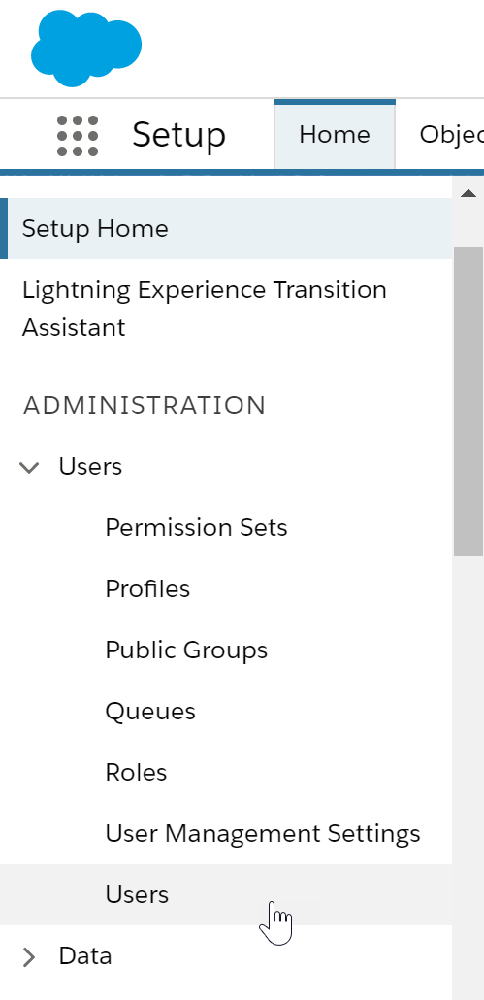 Setup
Home
Objec
Setup Home
Lightning Experience Transition
Assistant
ADMINISTRATION
Users
Permission Sets
Profiles
Public Groups
Queues
Roles
User Management Settings
Users
Data